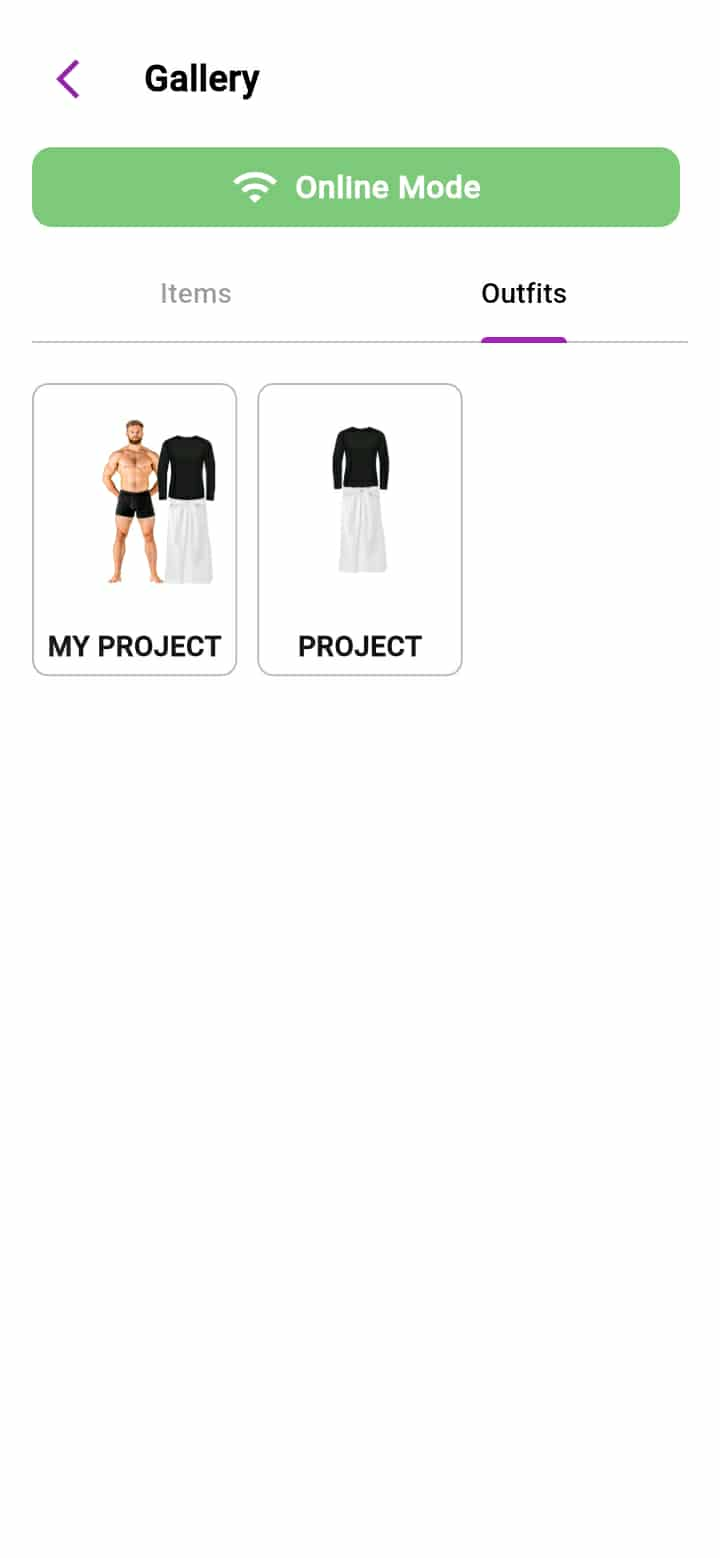 Gallery
Online Mode
Items
Outfits
MY PROJECT
PROJECT